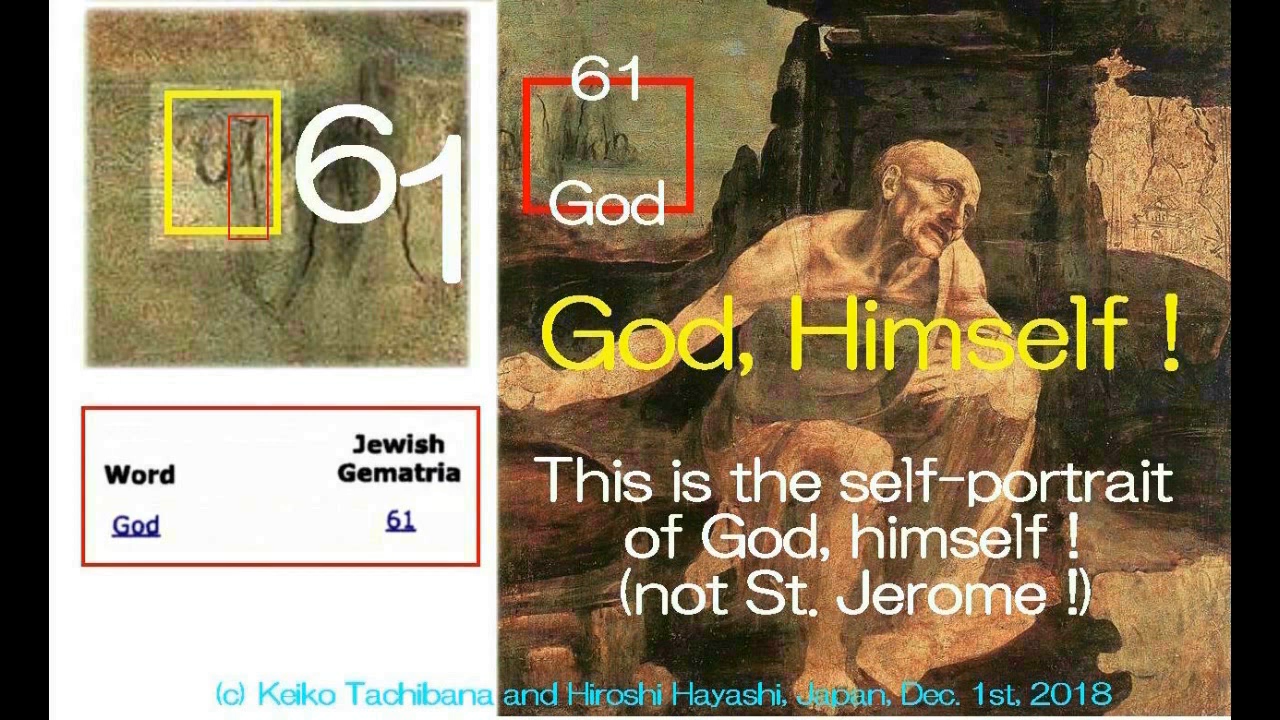 61
Word
Jewish
Gematria
God
61
61
God
God, Himself !
This is the self-portrait
of God, himself !
(not St. Jerome !)
(c) Keiko Tachibana and Hiroshi Hayashi, Japan, Dec. 1st, 2018